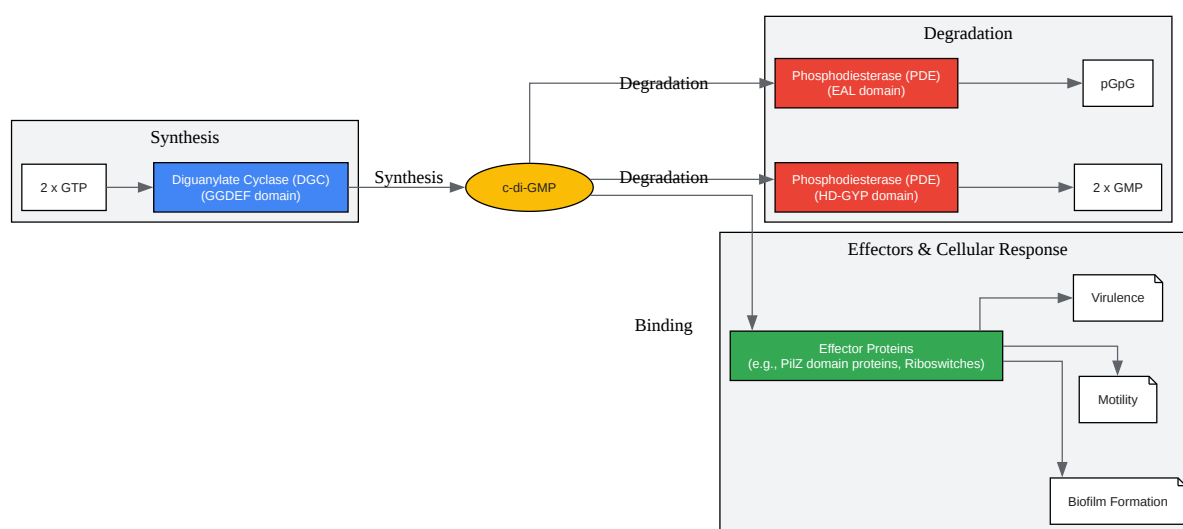 Degradation
Phosphodiesterase (PDE)
(EAL domain)
Degradation
pGpG
Synthesis
2 x GTP
Diguanylate Cyclase (DGC)
(GGDEF domain)
Synthesis
c-di-GMP
Degradation
Phosphodiesterase (PDE)
(HD-GYP domain)
2 x GMP
Effectors & Cellular Response
Virulence
Binding
Effector Proteins
(e.g., PilZ domain proteins, Riboswitches)
Motility
Biofilm Formation